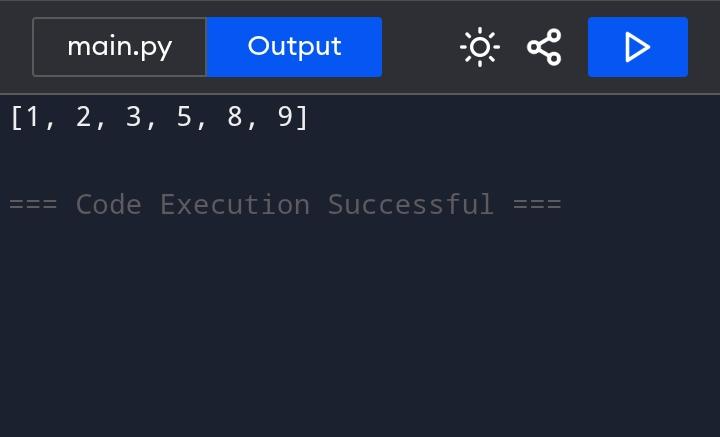 main.py Output
[1, 2, 3, 5, 8, 9]
=== Code Execution Successful ===